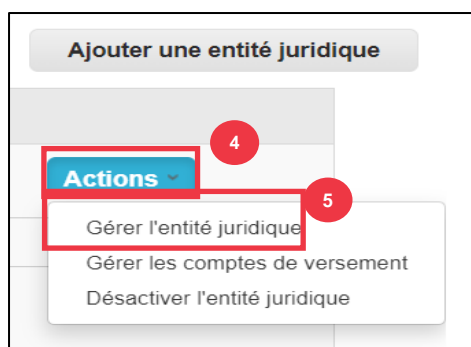 Ajouter une entité juridique
4
Actions
5
Gérer l'entité juridique
Gérer les comptes de versement
Désactiver l'entité juridique